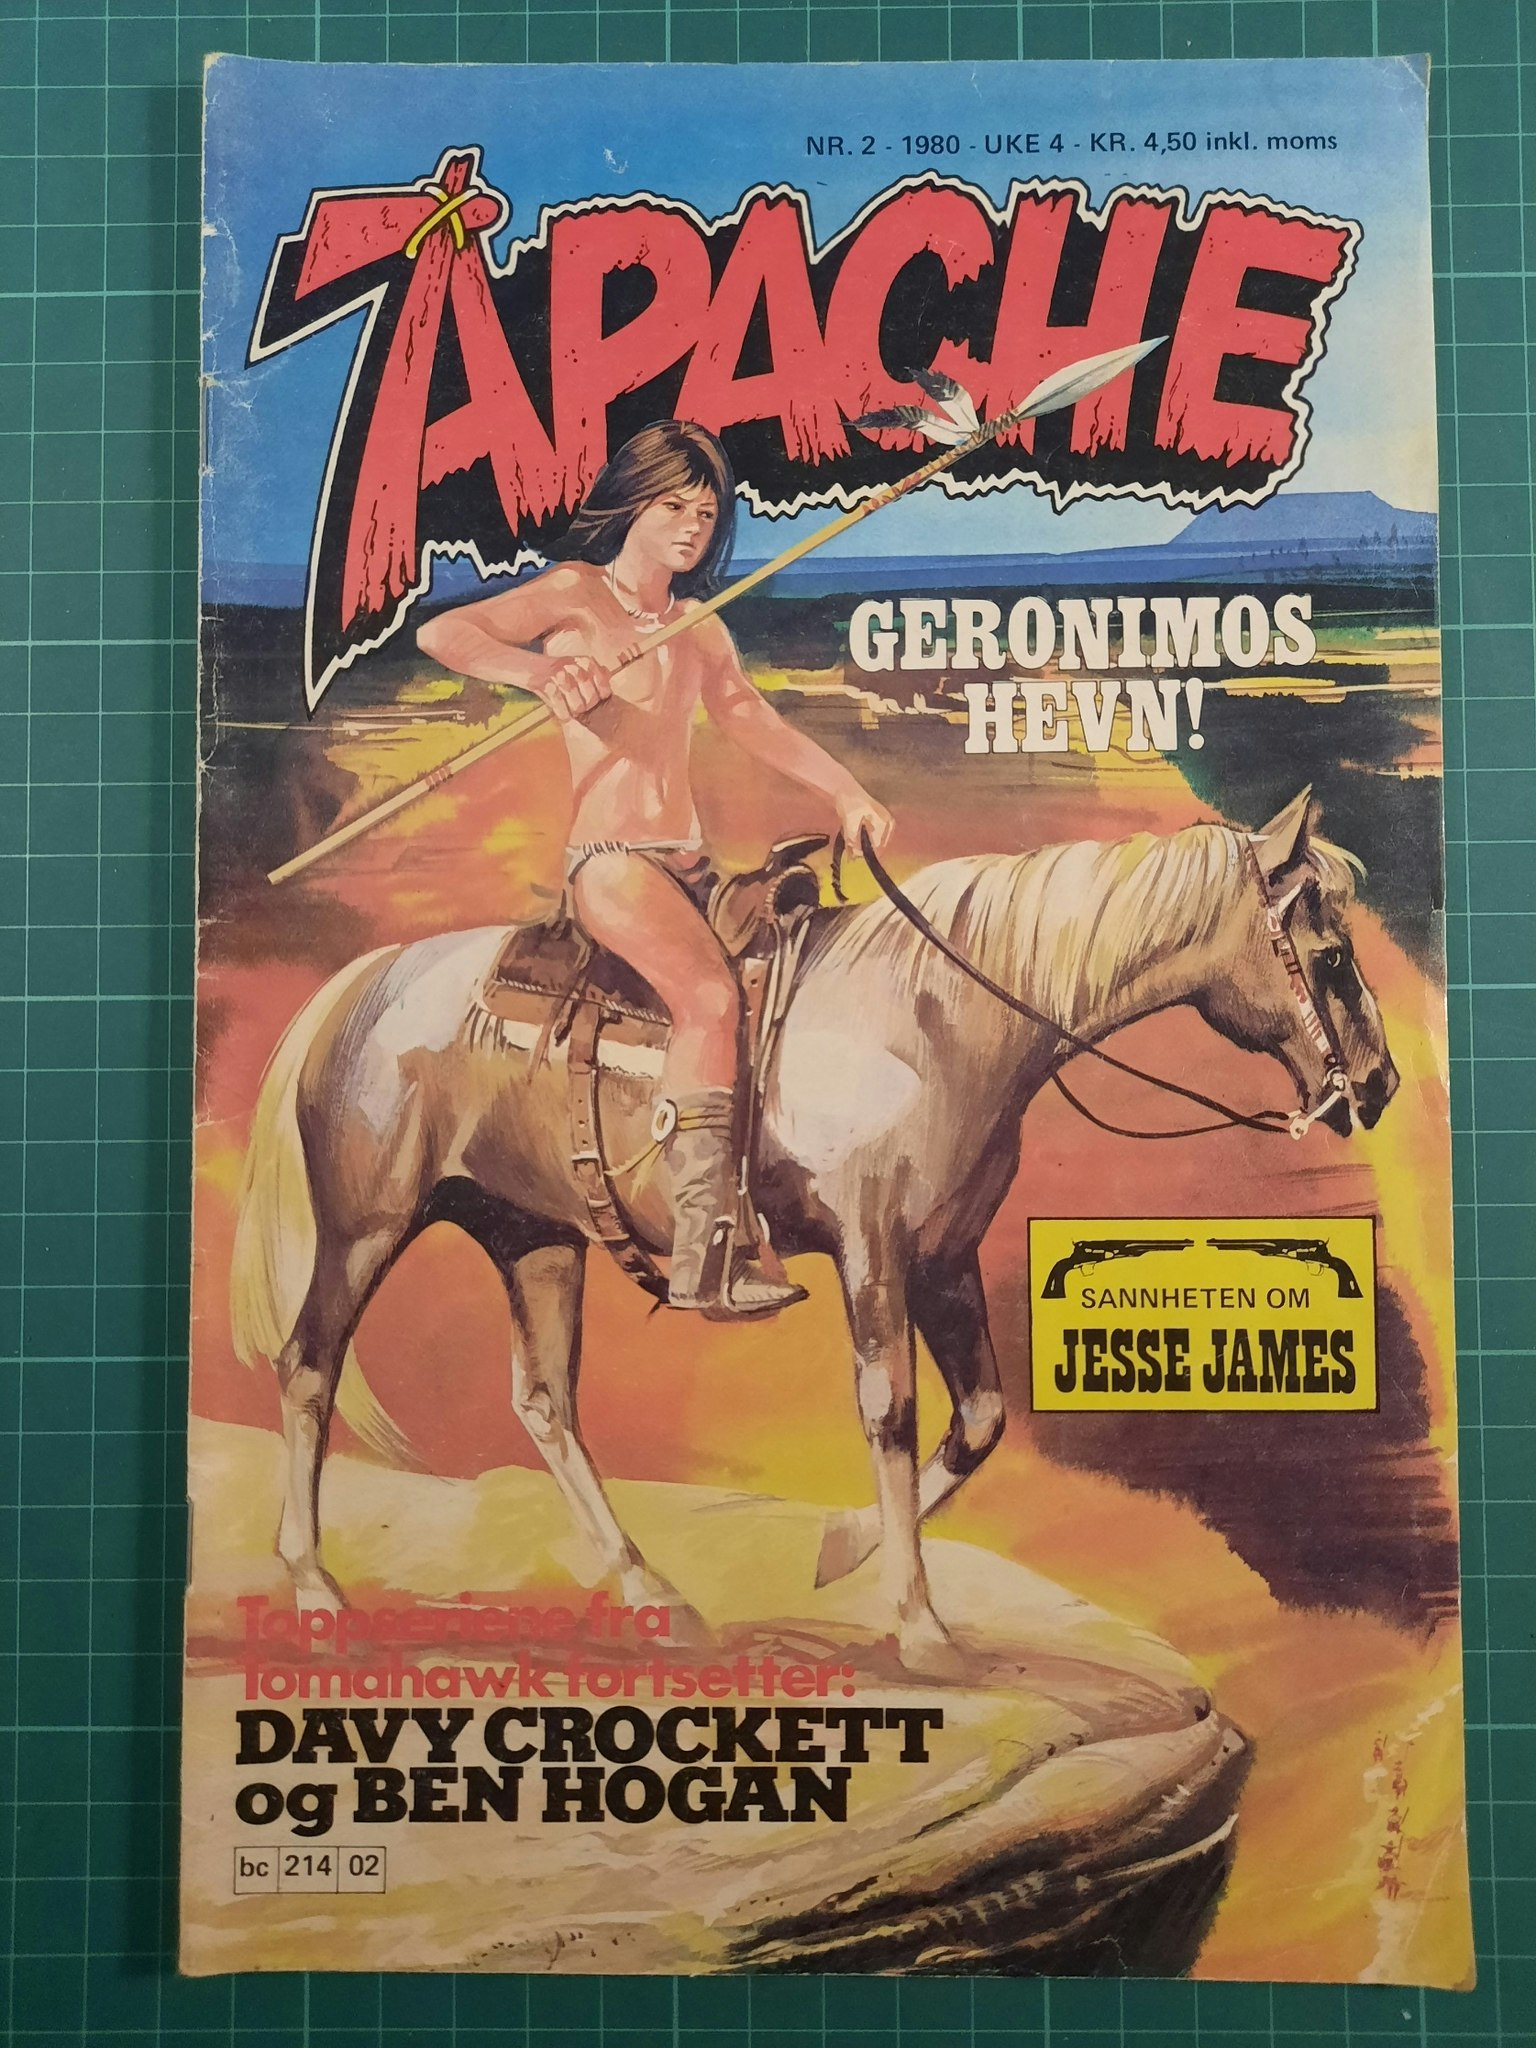 NR. 2 - 1980 - UKE 4 - KR. 4,50 inkl. moms
APACHE
GERONIMOS
HEVN!
SANNHETEN OM
JESSE JAMES
Toppseriene fra
Tomahawk fortsetter:
DAVY CROCKETT
og BEN HOGAN
bc 214 02